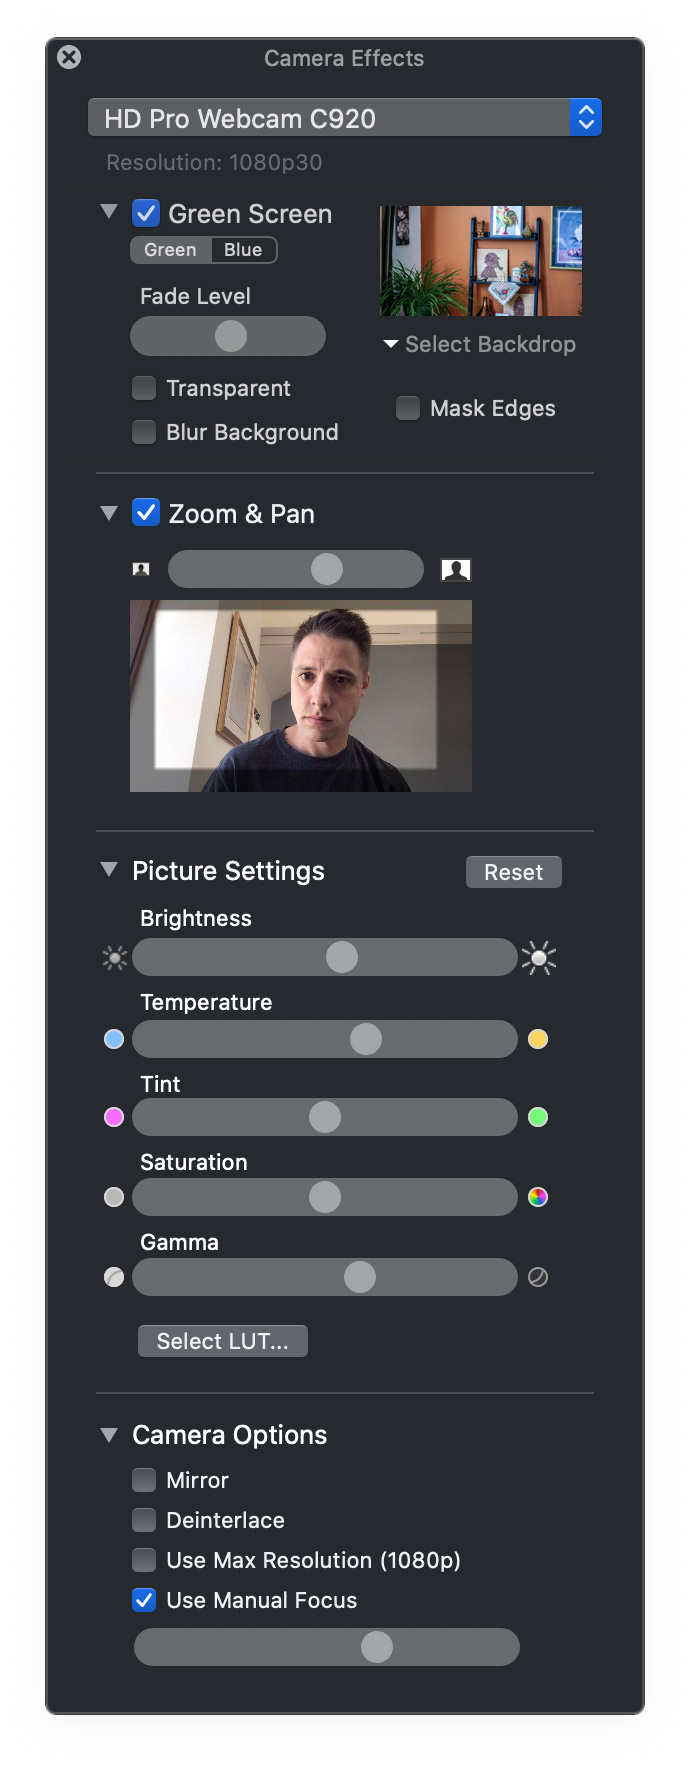 Camera Effects
HD Pro Webcam C920
Resolution: 1080p30
Green Screen
Green Blue
Fade Level
Select Backdrop
Transparent
Mask Edges
Blur Background
Zoom & Pan
Picture Settings
Reset
Brightness
Temperature
Tint
Saturation
Gamma
Select LUT...
Camera Options
Mirror
Deinterlace
Use Max Resolution (1080p)
Use Manual Focus